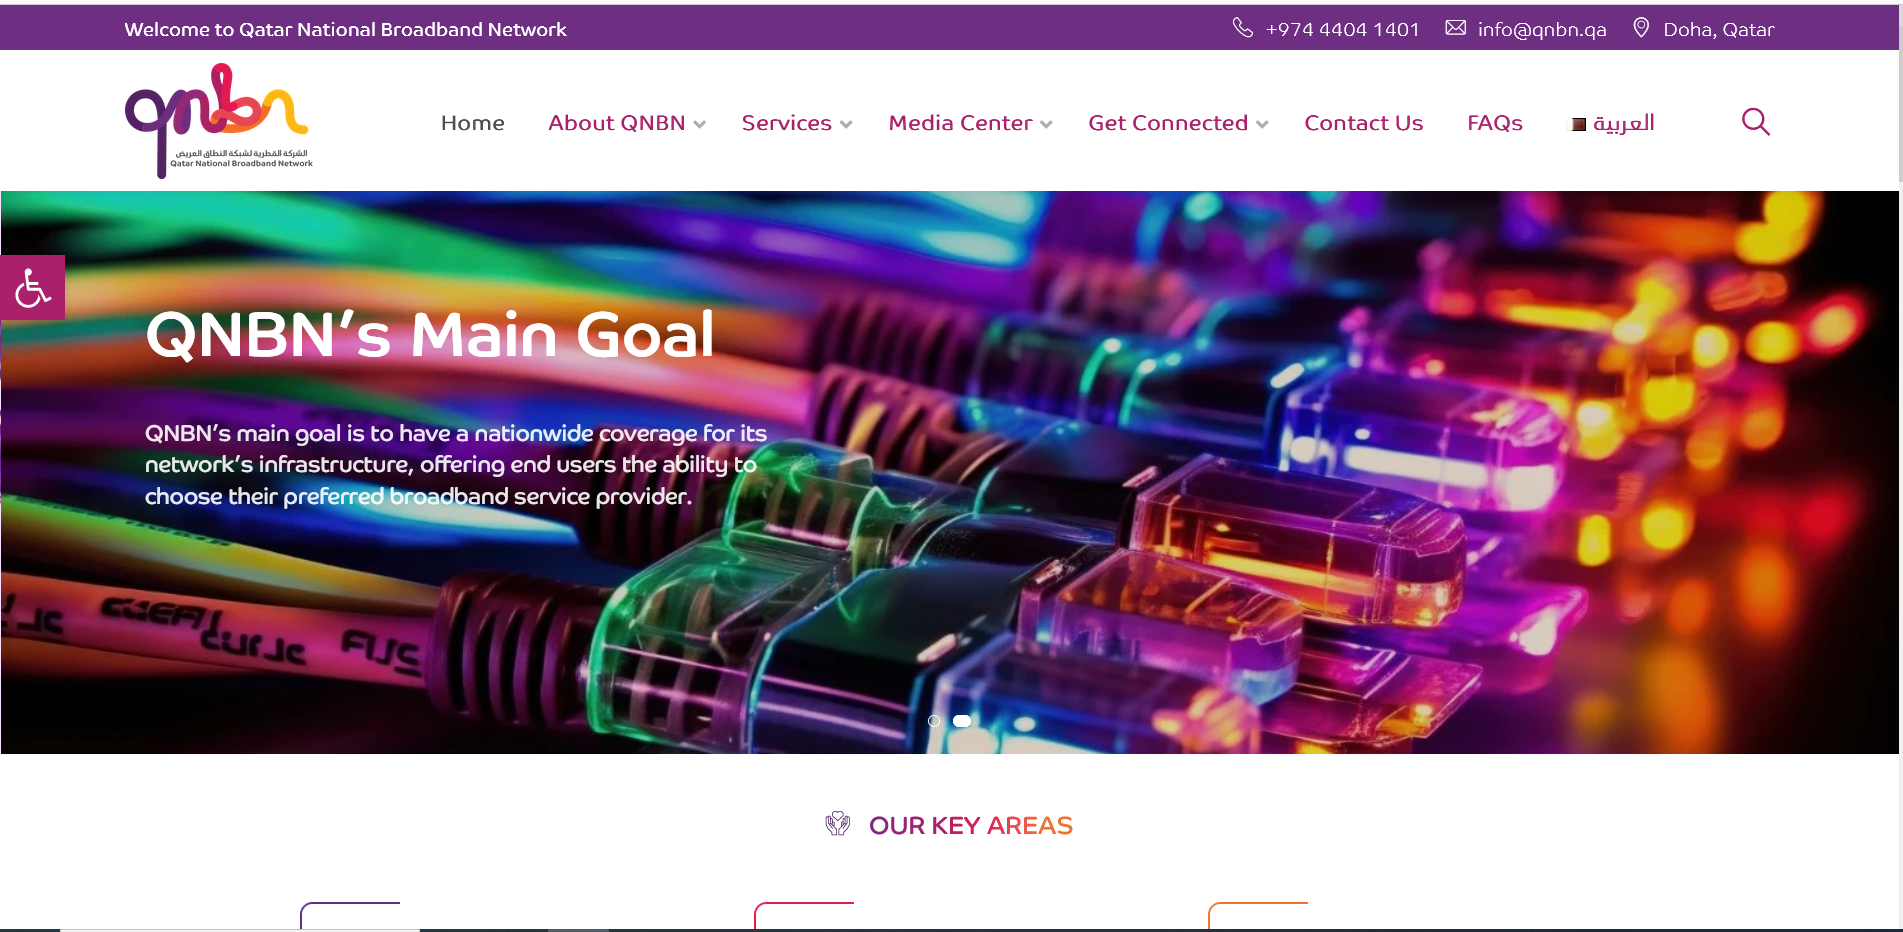 Welcome to Qatar National Broadband Network
+974 4404 1401
info@qnbn.qa
Doha, Qatar
qnbn
الشركة القطرية لشبكة النطاق العريض
Qatar National Broadband Network
Home
About QNBN
Services
Media Center
Get Connected
Contact Us
FAQs
العربية
QNBN’s Main Goal
QNBN’s main goal is to have a nationwide coverage for its
network’s infrastructure, offering end users the ability to
choose their preferred broadband service provider.
OUR KEY AREAS